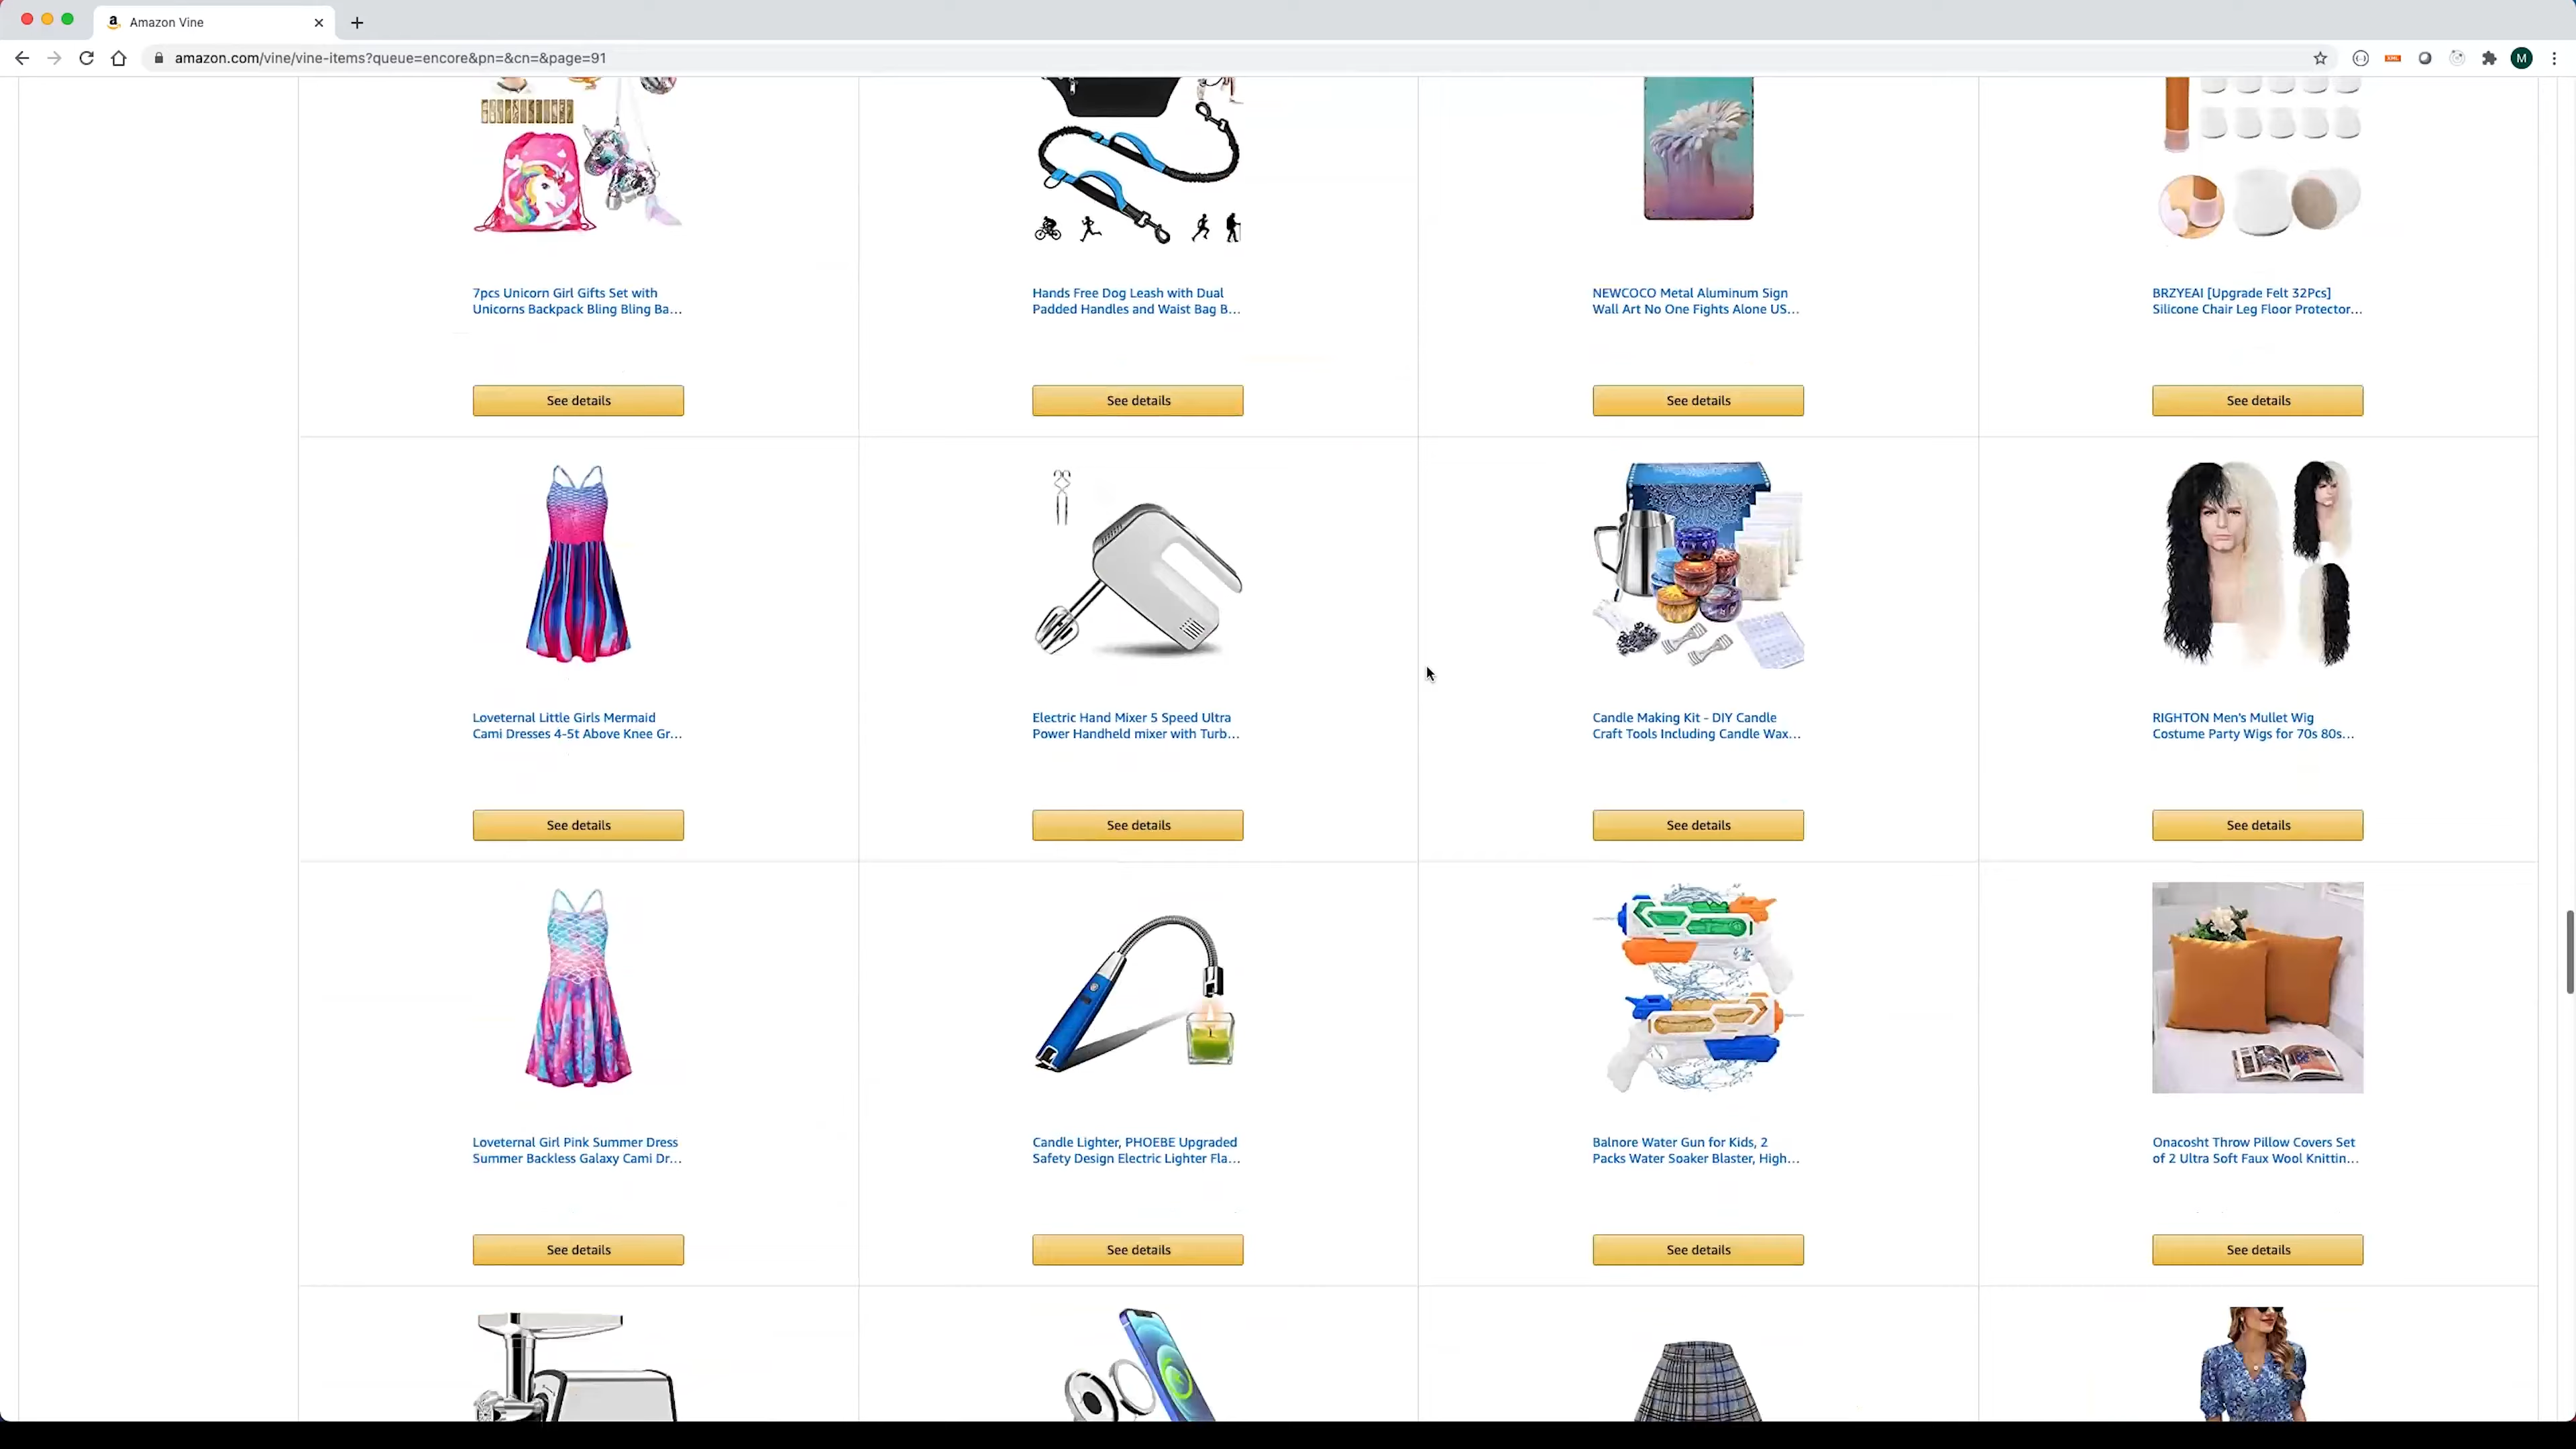 Amazon Vine
amazon.com/vine/vine-items?queue=encore&pn=&cn=&page=91
M
7pcs Unicorn Girl Gifts Set with
Unicorns Backpack Bling Bling Ba...
Hands Free Dog Leash with Dual
Padded Handles and Waist Bag B...
NEWCOCO Metal Aluminum Sign
Wall Art No One Fights Alone US...
BRZYEAI [Upgrade Felt 32Pcs]
Silicone Chair Leg Floor Protector...
See details
See details
See details
See details
Loveternal Little Girls Mermaid
Cami Dresses 4-5t Above Knee Gr...
Electric Hand Mixer 5 Speed Ultra
Power Handheld mixer with Turb...
Candle Making Kit - DIY Candle
Craft Tools Including Candle Wax...
RIGHTON Men's Mullet Wig
Costume Party Wigs for 70s 80s...
See details
See details
See details
See details
Loveternal Girl Pink Summer Dress
Summer Backless Galaxy Cami Dr...
Candle Lighter, PHOEBE Upgraded
Safety Design Electric Lighter Fla...
Balnore Water Gun for Kids, 2
Packs Water Soaker Blaster, High...
Onacosht Throw Pillow Covers Set
of 2 Ultra Soft Faux Wool Knittin...
See details
See details
See details
See details